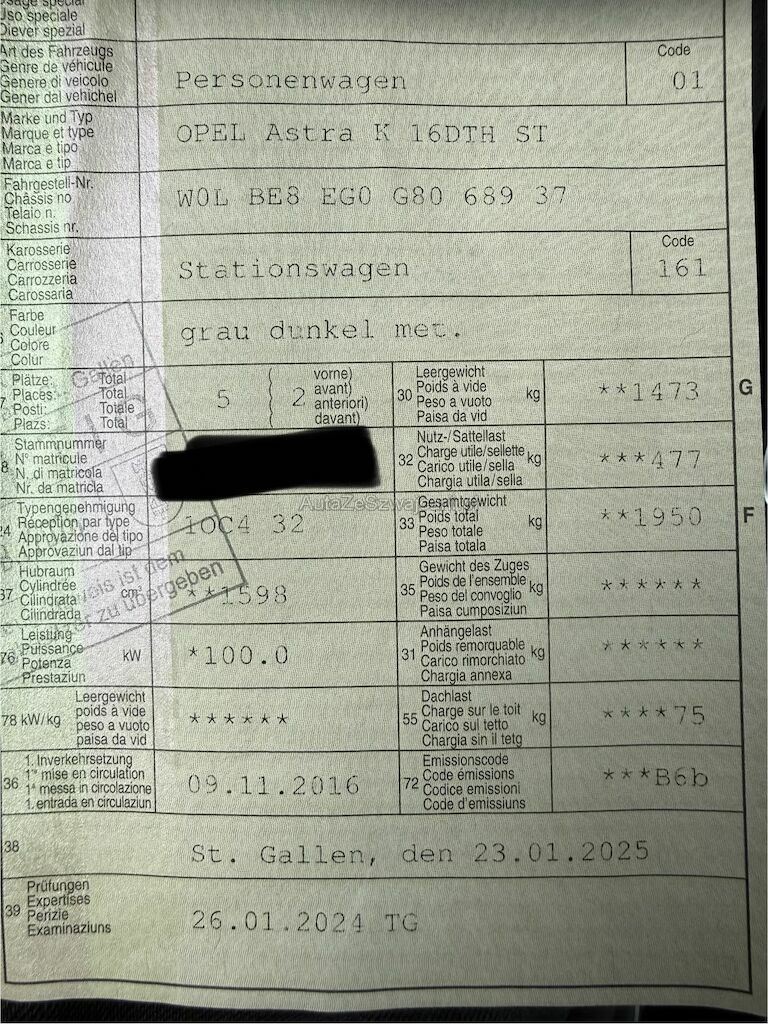 Usage spécial
Uso speciale
Diever spezial
Art des Fahrzeugs
Genre de véhicule
Genere di veicolo
Gener dal vehichel
Personenwagen
Code
01
Marke und Typ
Marque et type
Marca e tipo
Marca e tip
OPEL Astra K 16DTH ST
Fahrgestell-Nr.
Châssis no
Telaio n.
Schassis nr.
W0L BE8 EG0 G80 689 37
Karosserie
Carrosserie
Carrozzeria
Carossaria
Stationswagen
Code
161
Farbe
Couleur
Colore
Colur
grau dunkel met.
Plätze: Total
Places: Total
Posti: Totale
Plazs: Total
5
2
vorne)
avant)
anteriori)
davant)
30
Leergewicht
Poids à vide
Peso a vuoto
Paisa da vid
kg
**1473
G
Stammnummer
N° matricule
N. di matricola
Nr. da matricla
32
Nutz-/Sattellast
Charge utile/sellette
Carico utile/sella
Chargia utila/sella
kg
***477
24
Typengenehmigung
Réception par type
Approvazione del tipo
Approvaziun dal tip
1OC4 32
33
Gesamtgewicht
Poids total
Peso totale
Paisa totala
kg
**1950
F
37
Hubraum
Cylindrée
Cilindrata
Cilindrada
cm³
**1598
35
Gewicht des Zuges
Poids de l'ensemble
Peso del convoglio
Paisa cumposiziun
kg
******
76
Leistung
Puissance
Potenza
Prestaziun
kW
*100.0
31
Anhängelast
Poids remorquable
Carico rimorchiato
Chargia annexa
kg
******
78 kW/kg
Leergewicht
poids à vide
peso a vuoto
paisa da vid
******
55
Dachlast
Charge sur le toit
Carico sul tetto
Chargia sin il tetg
kg
****75
36
1. Inverkehrsetzung
1re mise en circulation
1a messa in circolazione
1. entrada en circulaziun
09.11.2016
72
Emissionscode
Code émissions
Codice emissioni
Code d'emissiuns
***B6b
38
St. Gallen, den 23.01.2025
39
Prüfungen
Expertises
Perizie
Examinaziuns
26.01.2024 TG
Gallen
ist dem
zu übergeben